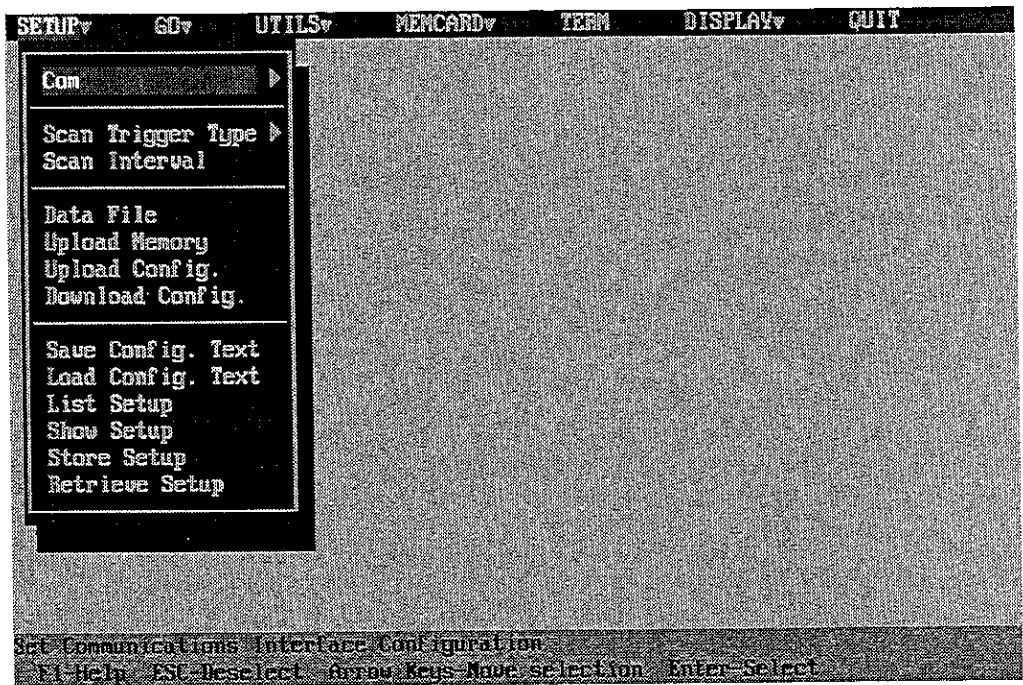 SETUP▿ GO▿ UTILS▿ MEMCARD▿ TERM DISPLAY▿ QUIT
Com
Scan Trigger Type
Scan Interval
Data File
Upload Memory
Upload Config.
Download Config.
Save Config. Text
Load Config. Text
List Setup
Show Setup
Store Setup
Retrieve Setup
Set Communications Interface Configuration
F1-Help ESC-Deselect Arrow Keys-Move selection Enter-Select